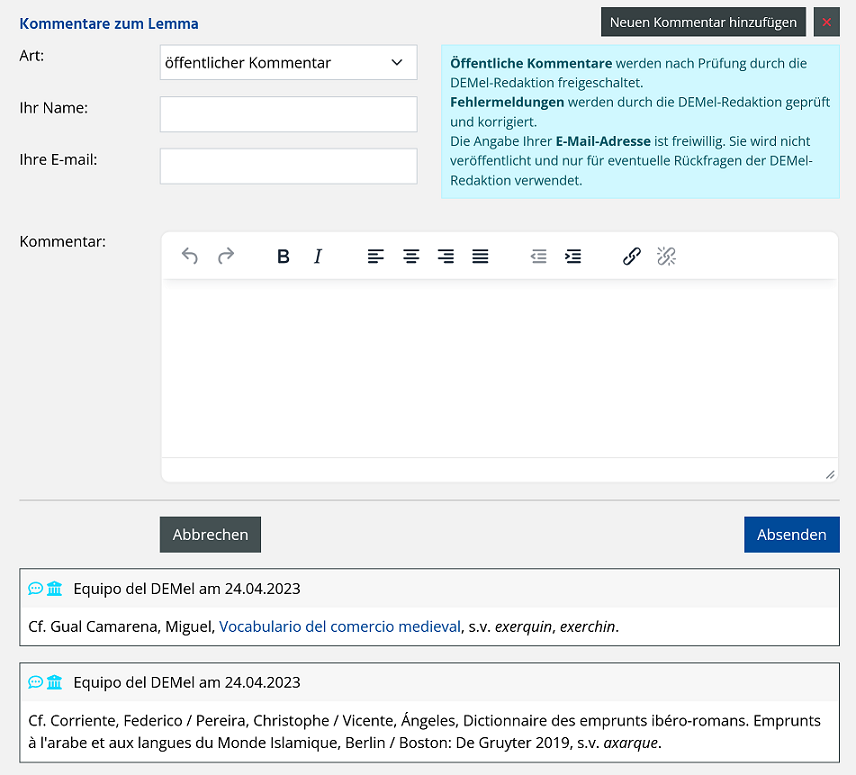 Kommentare zum Lemma
Neuen Kommentar hinzufügen
×
Art:
öffentlicher Kommentar
Öffentliche Kommentare werden nach Prüfung durch die
DEMel-Redaktion freigeschaltet.
Fehlermeldungen werden durch die DEMel-Redaktion geprüft
und korrigiert.
Die Angabe Ihrer E-Mail-Adresse ist freiwillig. Sie wird nicht
veröffentlicht und nur für eventuelle Rückfragen der DEMel-
Redaktion verwendet.
Ihr Name:
Ihre E-mail:
Kommentar:
B I
Abbrechen
Absenden
Equipo del DEMel am 24.04.2023
Cf. Gual Camarena, Miguel, Vocabulario del comercio medieval, s.v. exerquin, exerchin.
Equipo del DEMel am 24.04.2023
Cf. Corriente, Federico / Pereira, Christophe / Vicente, Ángeles, Dictionnaire des emprunts ibéro-romans. Emprunts
à l'arabe et aux langues du Monde Islamique, Berlin / Boston: De Gruyter 2019, s.v. axarque.